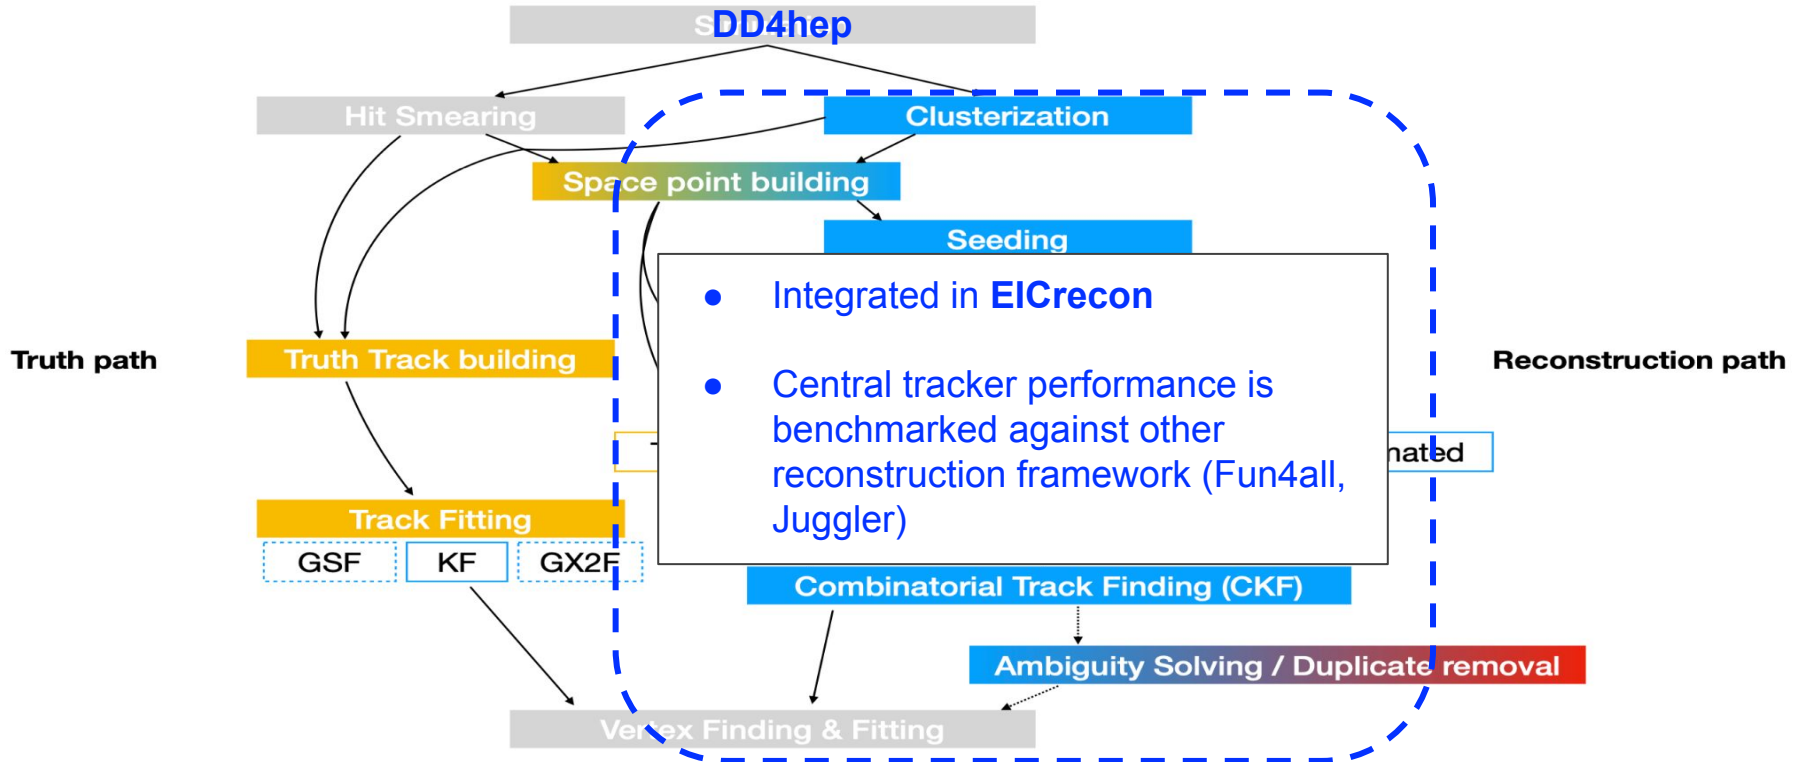 DD4hep
Hit Smearing
Clusterization
Space point building
Seeding
● Integrated in EICrecon
Truth path
Truth Track building
● Central tracker performance is
benchmarked against other
reconstruction framework (Fun4all,
Juggler)
Reconstruction path
nated
Track Fitting
GSF
KF
GX2F
Combinatorial Track Finding (CKF)
Ambiguity Solving / Duplicate removal
Vertex Finding & Fitting